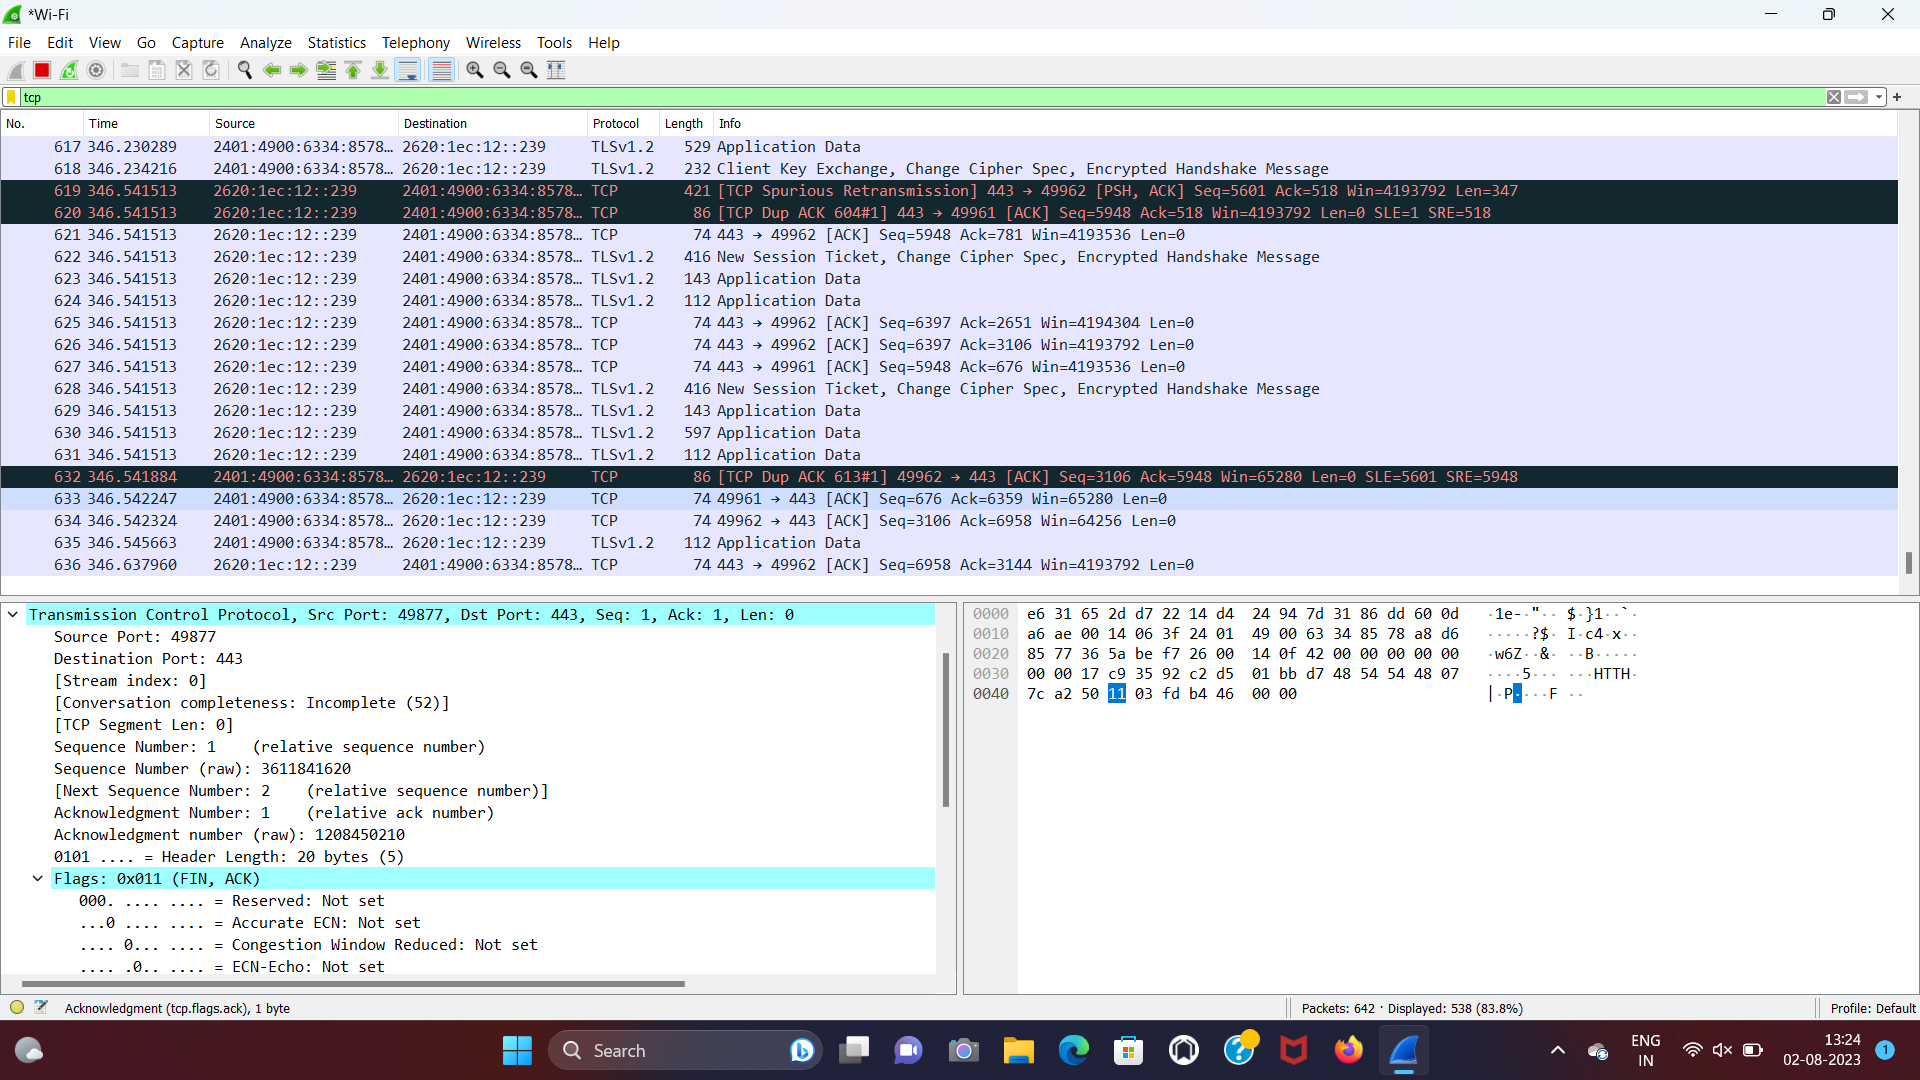 *Wi-Fi
File Edit View Go Capture Analyze Statistics Telephony Wireless Tools Help
tcp
No. Time Source Destination Protocol Length Info
617 346.230289 2401:4900:6334:8578… 2620:1ec:12::239 TLSv1.2 529 Application Data
618 346.234216 2401:4900:6334:8578… 2620:1ec:12::239 TLSv1.2 232 Client Key Exchange, Change Cipher Spec, Encrypted Handshake Message
619 346.541513 2620:1ec:12::239 2401:4900:6334:8578… TCP 421 [TCP Spurious Retransmission] 443 → 49962 [PSH, ACK] Seq=5601 Ack=518 Win=4193792 Len=347
620 346.541513 2620:1ec:12::239 2401:4900:6334:8578… TCP 86 [TCP Dup ACK 604#1] 443 → 49961 [ACK] Seq=5948 Ack=518 Win=4193792 Len=0 SLE=1 SRE=518
621 346.541513 2620:1ec:12::239 2401:4900:6334:8578… TCP 74 443 → 49962 [ACK] Seq=5948 Ack=781 Win=4193536 Len=0
622 346.541513 2620:1ec:12::239 2401:4900:6334:8578… TLSv1.2 416 New Session Ticket, Change Cipher Spec, Encrypted Handshake Message
623 346.541513 2620:1ec:12::239 2401:4900:6334:8578… TLSv1.2 143 Application Data
624 346.541513 2620:1ec:12::239 2401:4900:6334:8578… TLSv1.2 112 Application Data
625 346.541513 2620:1ec:12::239 2401:4900:6334:8578… TCP 74 443 → 49962 [ACK] Seq=6397 Ack=2651 Win=4194304 Len=0
626 346.541513 2620:1ec:12::239 2401:4900:6334:8578… TCP 74 443 → 49962 [ACK] Seq=6397 Ack=3106 Win=4193792 Len=0
627 346.541513 2620:1ec:12::239 2401:4900:6334:8578… TCP 74 443 → 49961 [ACK] Seq=5948 Ack=676 Win=4193536 Len=0
628 346.541513 2620:1ec:12::239 2401:4900:6334:8578… TLSv1.2 416 New Session Ticket, Change Cipher Spec, Encrypted Handshake Message
629 346.541513 2620:1ec:12::239 2401:4900:6334:8578… TLSv1.2 143 Application Data
630 346.541513 2620:1ec:12::239 2401:4900:6334:8578… TLSv1.2 597 Application Data
631 346.541513 2620:1ec:12::239 2401:4900:6334:8578… TLSv1.2 112 Application Data
632 346.541884 2401:4900:6334:8578… 2620:1ec:12::239 TCP 86 [TCP Dup ACK 613#1] 49962 → 443 [ACK] Seq=3106 Ack=5948 Win=65280 Len=0 SLE=5601 SRE=5948
633 346.542247 2401:4900:6334:8578… 2620:1ec:12::239 TCP 74 49961 → 443 [ACK] Seq=676 Ack=6359 Win=65280 Len=0
634 346.542324 2401:4900:6334:8578… 2620:1ec:12::239 TCP 74 49962 → 443 [ACK] Seq=3106 Ack=6958 Win=64256 Len=0
635 346.545663 2401:4900:6334:8578… 2620:1ec:12::239 TLSv1.2 112 Application Data
636 346.637960 2620:1ec:12::239 2401:4900:6334:8578… TCP 74 443 → 49962 [ACK] Seq=6958 Ack=3144 Win=4193792 Len=0
Transmission Control Protocol, Src Port: 49877, Dst Port: 443, Seq: 1, Ack: 1, Len: 0
Source Port: 49877
Destination Port: 443
[Stream index: 0]
[Conversation completeness: Incomplete (52)]
[TCP Segment Len: 0]
Sequence Number: 1 (relative sequence number)
Sequence Number (raw): 3611841620
[Next Sequence Number: 2 (relative sequence number)]
Acknowledgment Number: 1 (relative ack number)
Acknowledgment number (raw): 1208450210
0101 .... = Header Length: 20 bytes (5)
Flags: 0x011 (FIN, ACK)
000. .... .... = Reserved: Not set
...0 .... .... = Accurate ECN: Not set
.... 0... .... = Congestion Window Reduced: Not set
.... .0.. .... = ECN-Echo: Not set
0000 e6 31 65 2d d7 22 14 d4 24 94 7d 31 86 dd 60 0d ·1e-·"·· $·}1··`·
0010 a6 ae 00 14 06 3f 24 01 49 00 63 34 85 78 a8 d6 ·····?$· I·c4·x··
0020 85 77 36 5a be f7 26 00 14 0f 42 00 00 00 00 00 ·w6Z··&· ··B·····
0030 00 00 17 c9 35 92 c2 d5 01 bb d7 48 54 54 48 07 ····5··· ···HTTH·
0040 7c a2 50 11 03 fd b4 46 00 00 |·P····F ··
Acknowledgment (tcp.flags.ack), 1 byte
Packets: 642 · Displayed: 538 (83.8%)
Profile: Default
Search
ENG
IN
13:24
02-08-2023
1